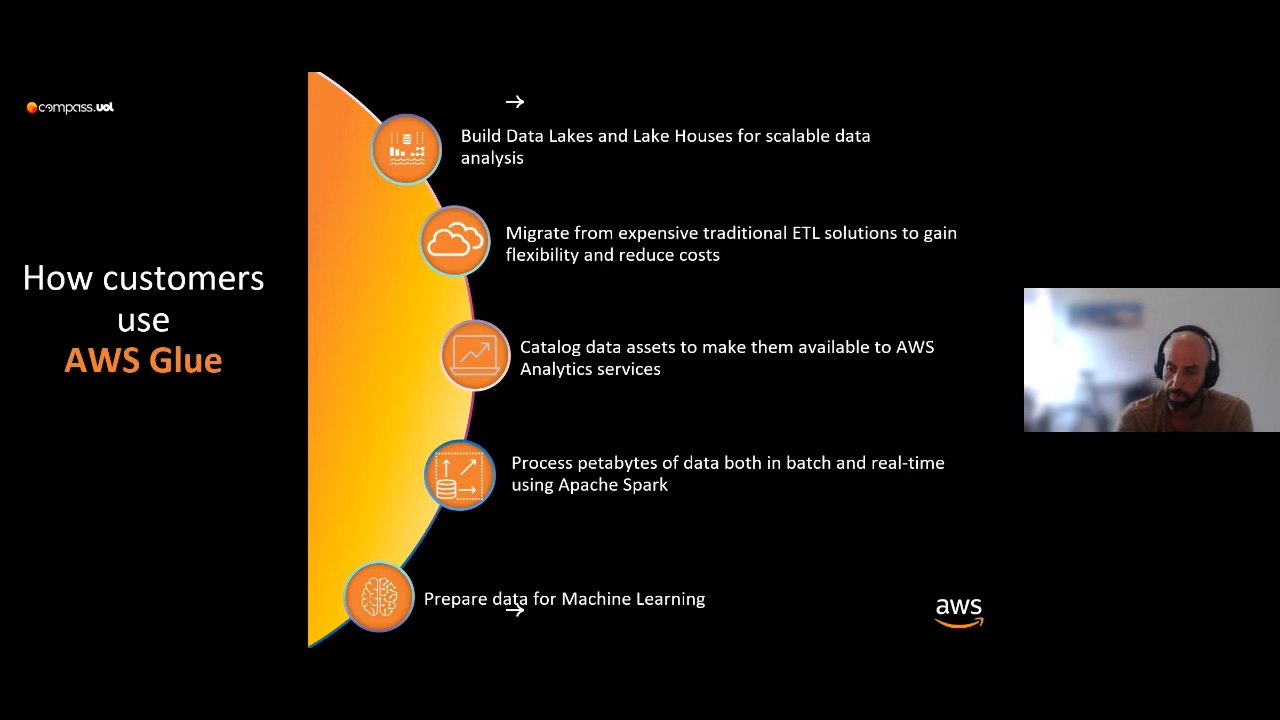 compass.uol
How customers
use
AWS Glue
→
Build Data Lakes and Lake Houses for scalable data
analysis
Migrate from expensive traditional ETL solutions to gain
flexibility and reduce costs
Catalog data assets to make them available to AWS
Analytics services
Process petabytes of data both in batch and real-time
using Apache Spark
Prepare data for Machine Learning
→
aws